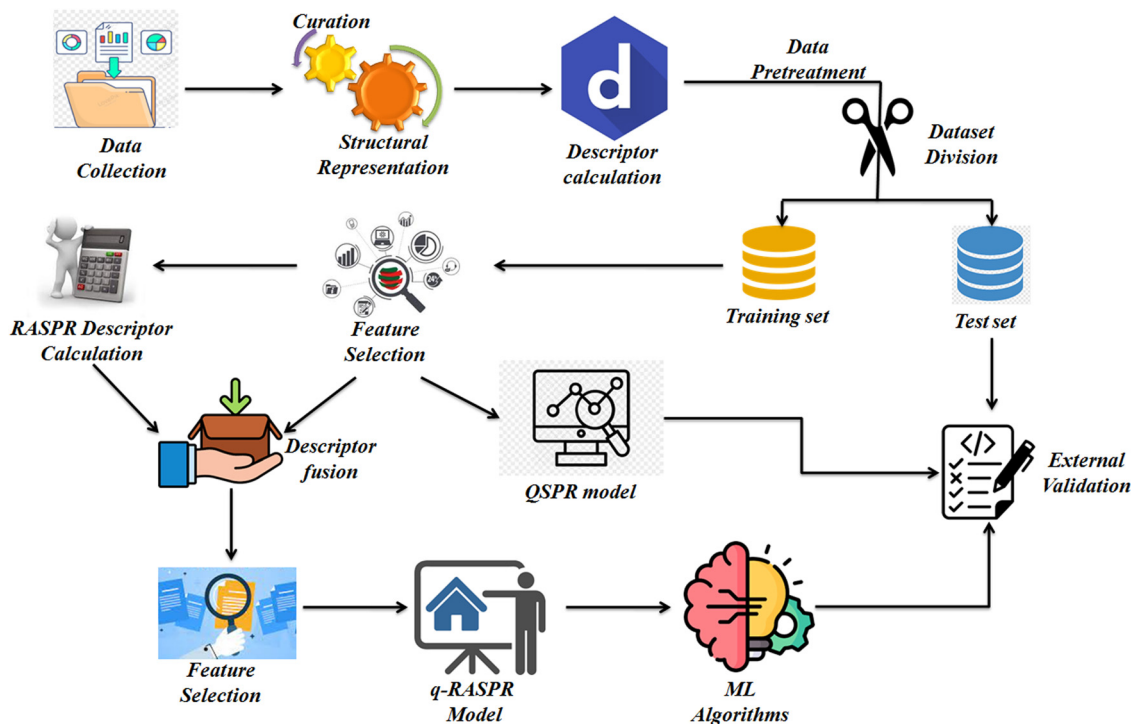 Curation
Data
Collection
Structural
Representation
d
Descriptor
calculation
Data
Pretreatment
Dataset
Division
RASPR Descriptor
Calculation
Feature
Selection
Training set
Test set
Descriptor
fusion
QSPR model
External
Validation
Feature
Selection
q-RASPR
Model
ML
Algorithms